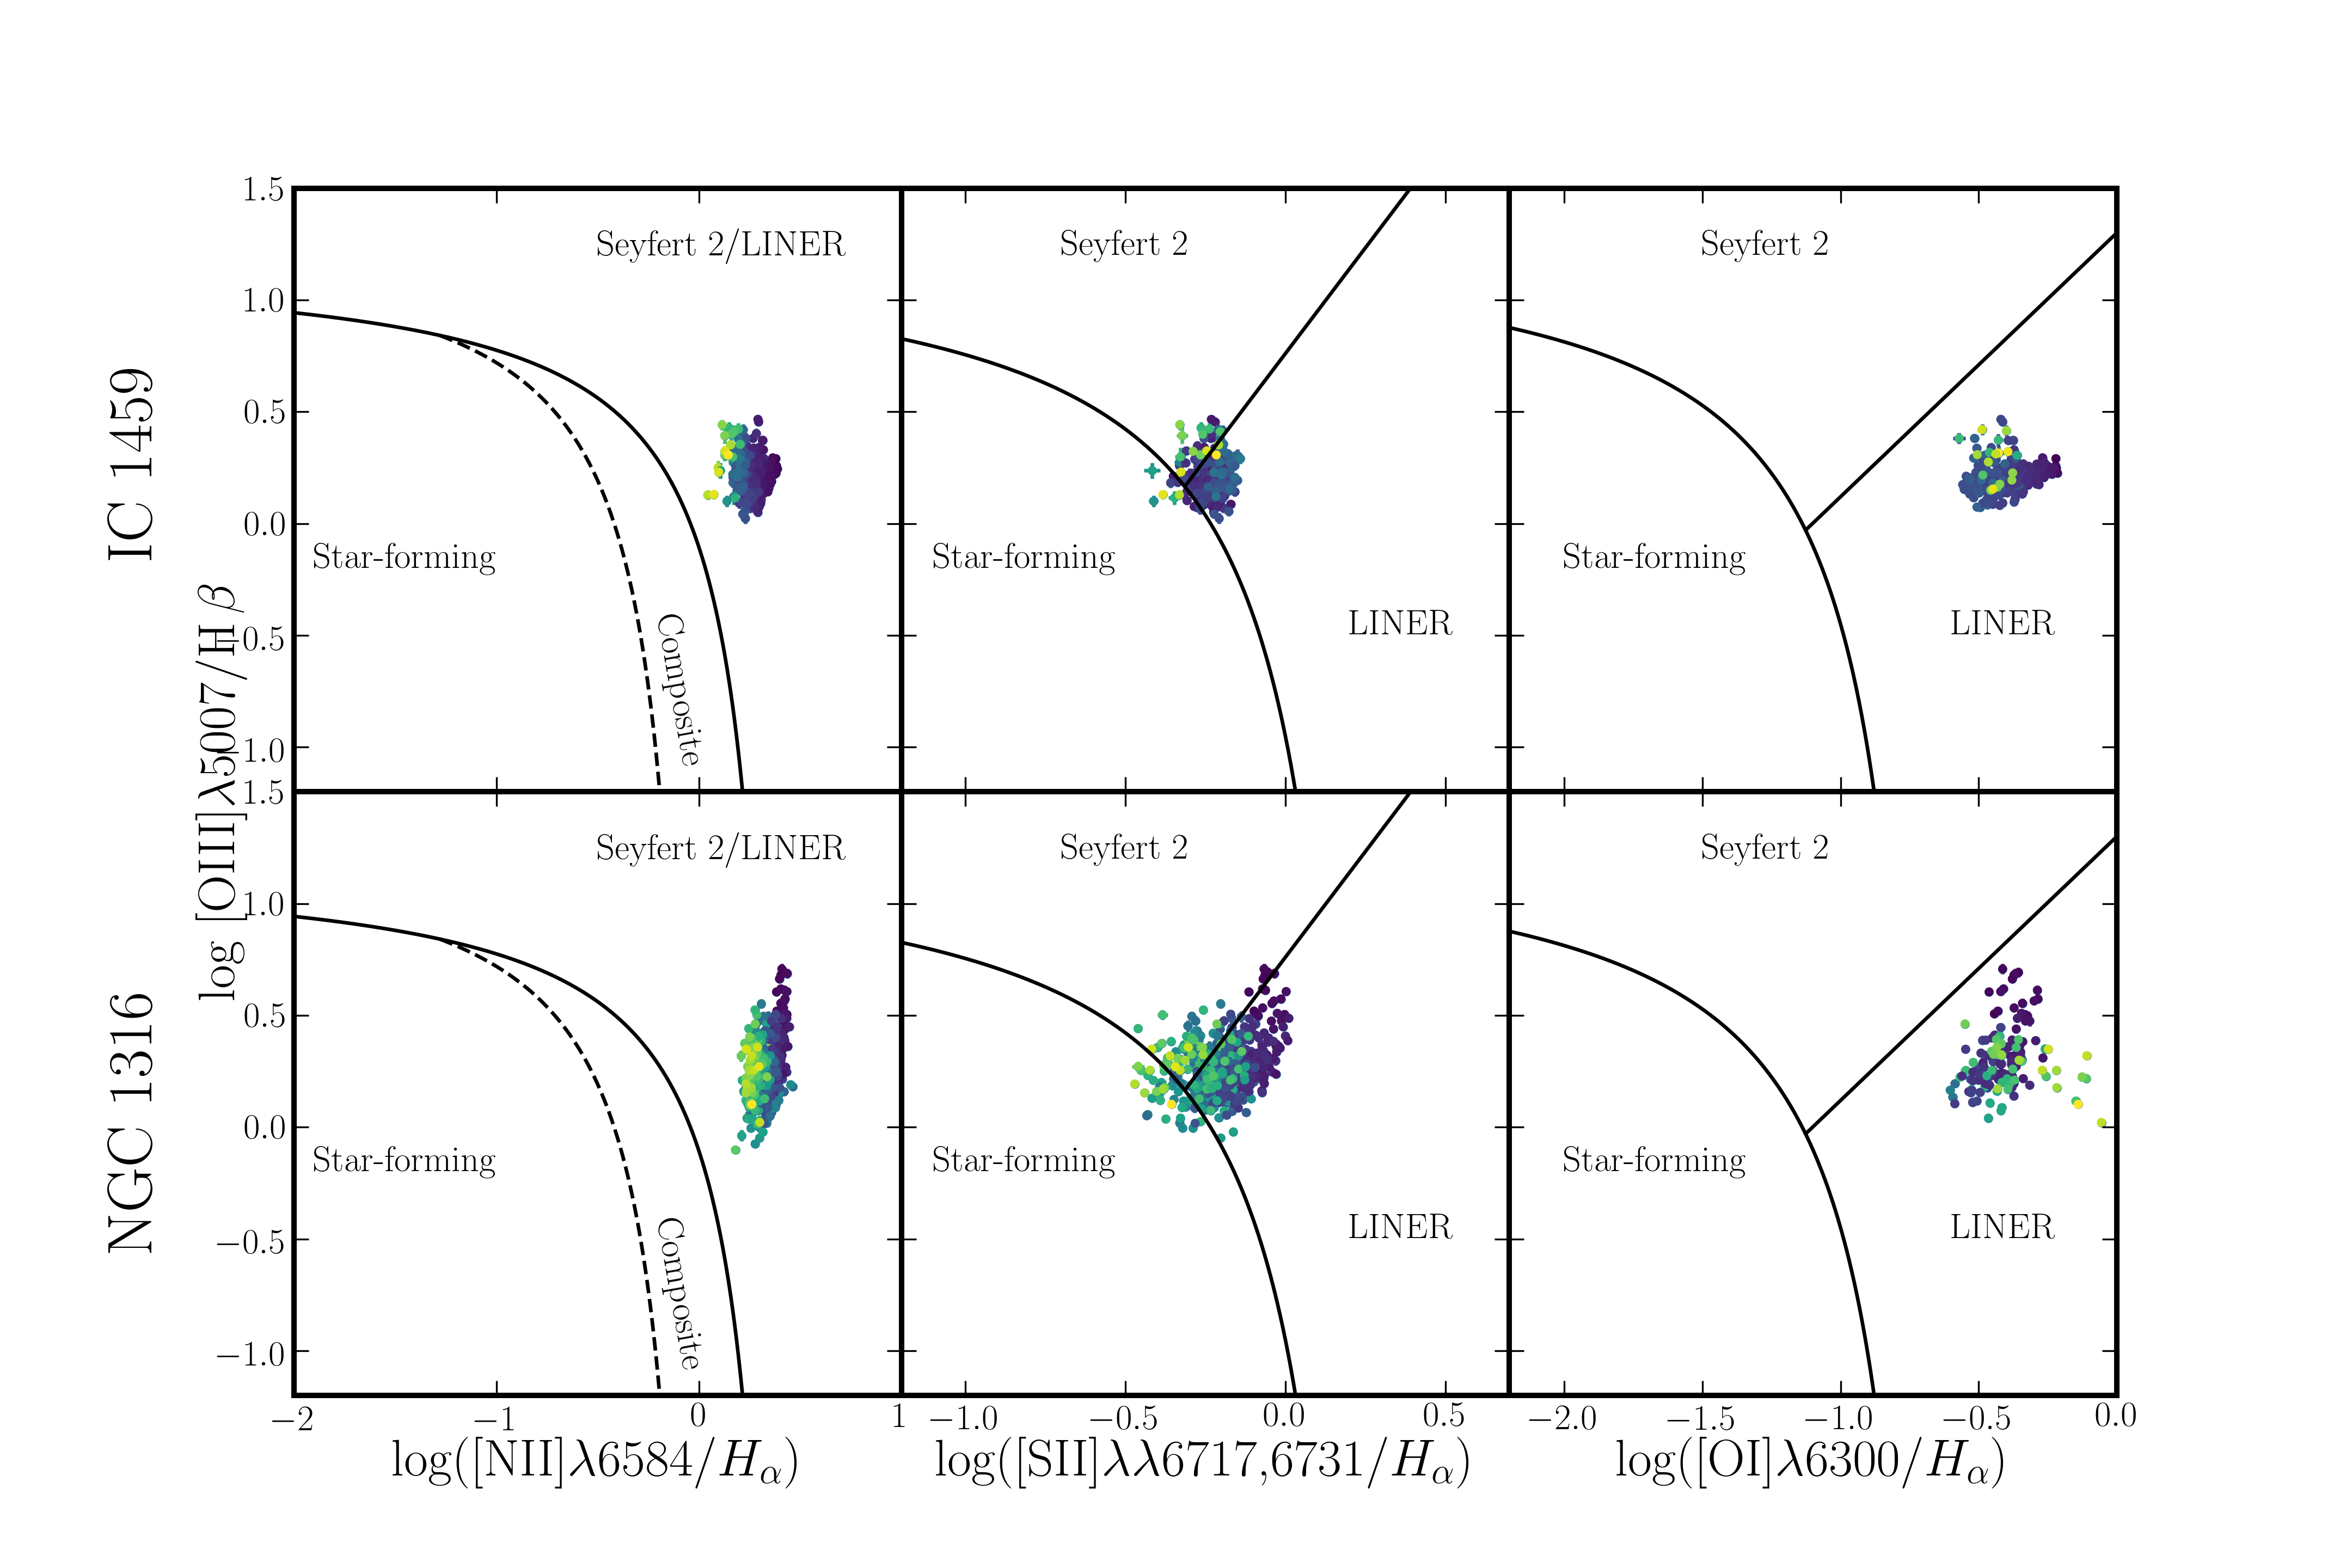 IC 1459
NGC 1316
log [OIII]λ5007/H β
1.5
1.0
0.5
0.0
−0.5
−1.0
Seyfert 2/LINER
Star-forming
Composite
Seyfert 2
Star-forming
LINER
Seyfert 2
Star-forming
LINER
1.5
1.0
0.5
0.0
−0.5
−1.0
Seyfert 2/LINER
Star-forming
Composite
Seyfert 2
Star-forming
LINER
Seyfert 2
Star-forming
LINER
−2 −1 0 1
−1.0 −0.5 0.0 0.5
−2.0 −1.5 −1.0 −0.5 0.0
log([NII]λ6584/Hα)
log([SII]λλ6717,6731/Hα)
log([OI]λ6300/Hα)